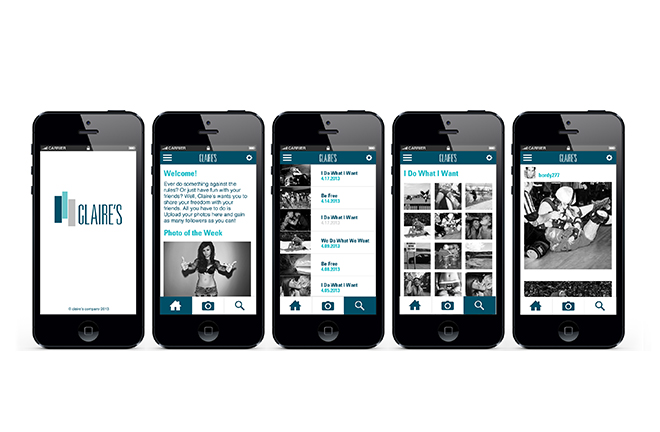 CARRIER
CLAIRE'S
© claire's company 2013
CARRIER
CLAIRE'S
Welcome!
Ever do something against the
rules? Or just have fun with your
friends? Well, Claire's wants you to
share your freedom with your
friends. All you have to do is
Upload your photos here and gain
as many followers as you can!
Photo of the Week
CARRIER
CLAIRE'S
I Do What I Want
4.17.2013
Be Free
4.14.2013
I Do What I Want
We Do What We Want
Be Free
4.08.2013
I Do What I Want
4.05.2013
CARRIER
CLAIRE'S
I Do What I Want
CARRIER
CLAIRE'S